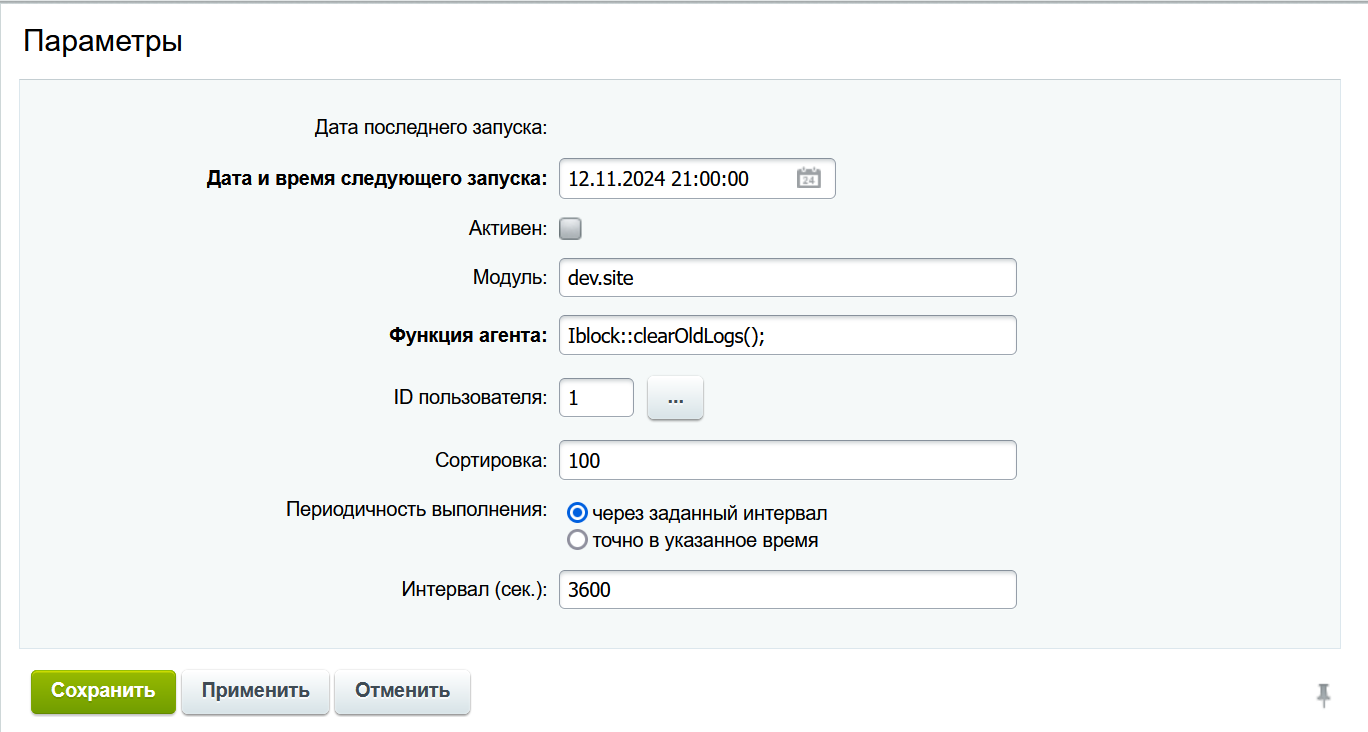 Параметры
Дата последнего запуска:
Дата и время следующего запуска: 12.11.2024 21:00:00 24
Активен:
Модуль: dev.site
Функция агента: Iblock::clearOldLogs();
ID пользователя: 1 ...
Сортировка: 100
Периодичность выполнения: через заданный интервал
точно в указанное время
Интервал (сек.): 3600
Сохранить Применить Отменить